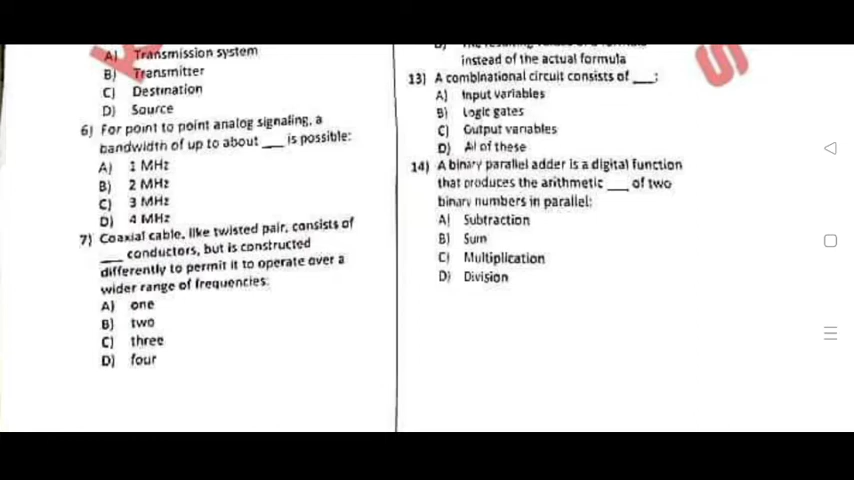 A) Transmission system
B) Transmitter
C) Destination
D) Source
6) For point to point analog signaling, a
bandwidth of up to about ___ is possible:
A) 1 MHz
B) 2 MHz
C) 3 MHz
D) 4 MHz
7) Coaxial cable, like twisted pair, consists of
___ conductors, but is constructed
differently to permit it to operate over a
wider range of frequencies:
A) one
B) two
C) three
D) four
instead of the actual formula
13) A combinational circuit consists of ___:
A) Input variables
B) Logic gates
C) Output variables
D) All of these
14) A binary parallel adder is a digital function
that produces the arithmetic ___ of two
binary numbers in parallel:
A) Subtraction
B) Sum
C) Multiplication
D) Division